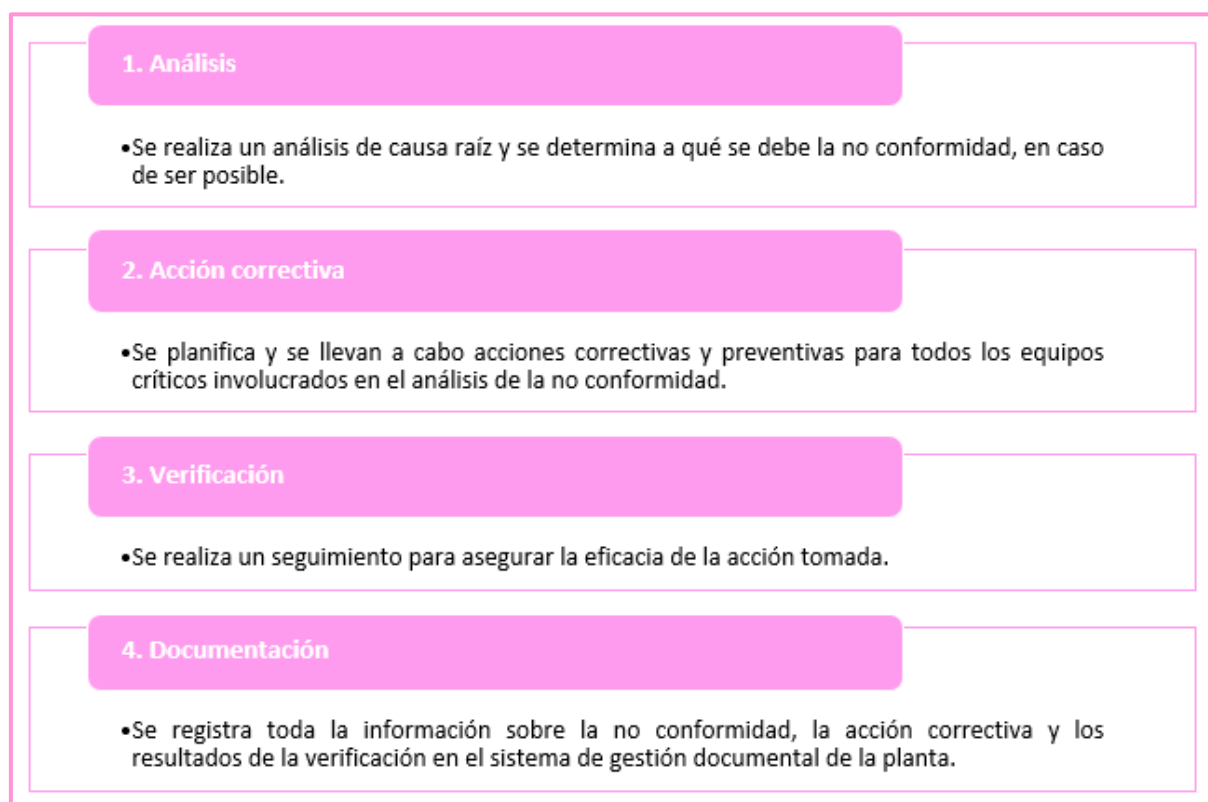 1. Análisis
•Se realiza un análisis de causa raíz y se determina a qué se debe la no conformidad, en caso
de ser posible.
2. Acción correctiva
•Se planifica y se llevan a cabo acciones correctivas y preventivas para todos los equipos
críticos involucrados en el análisis de la no conformidad.
3. Verificación
•Se realiza un seguimiento para asegurar la eficacia de la acción tomada.
4. Documentación
•Se registra toda la información sobre la no conformidad, la acción correctiva y los
resultados de la verificación en el sistema de gestión documental de la planta.